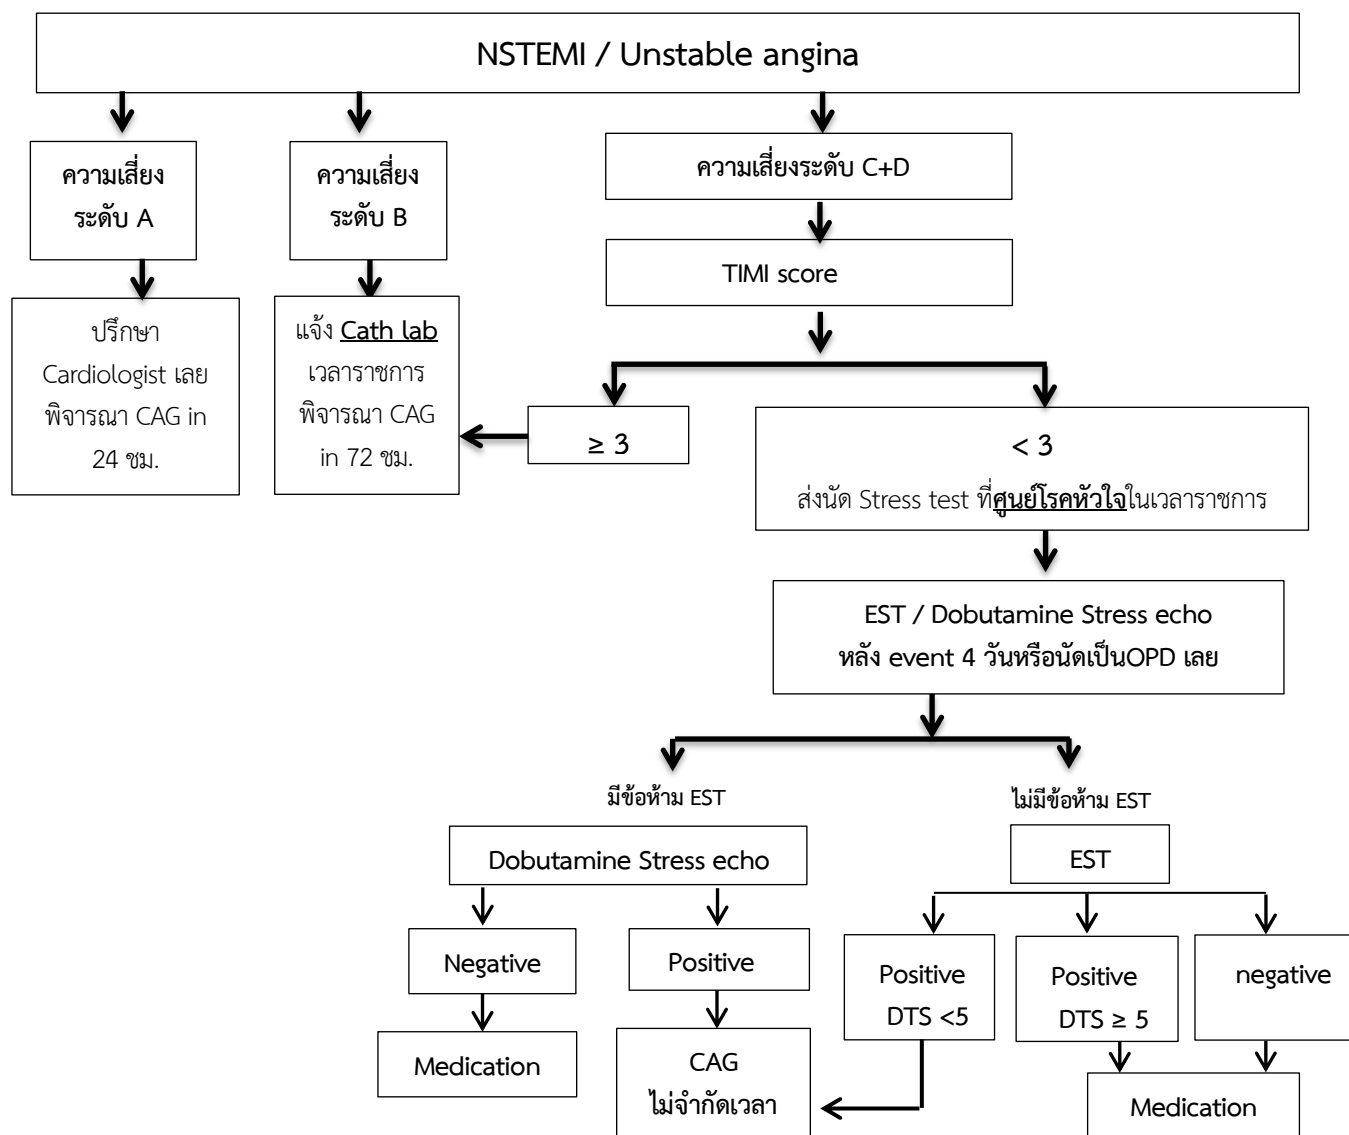 NSTEMI / Unstable angina
ความเสี่ยง
ระดับ A
ความเสี่ยง
ระดับ B
ความเสี่ยงระดับ C+D
TIMI score
ปรึกษา
Cardiologist เลย
พิจารณา CAG in
24 ชม.
แจ้ง Cath lab
เวลาราชการ
พิจารณา CAG
in 72 ชม.
≥ 3
< 3
ส่งนัด Stress test ที่ศูนย์โรคหัวใจในเวลาราชการ
EST / Dobutamine Stress echo
หลัง event 4 วันหรือนัดเป็นOPD เลย
มีข้อห้าม EST
ไม่มีข้อห้าม EST
Dobutamine Stress echo
EST
Negative
Positive
Positive
DTS <5
Positive
DTS ≥ 5
negative
Medication
CAG
ไม่จำกัดเวลา
Medication